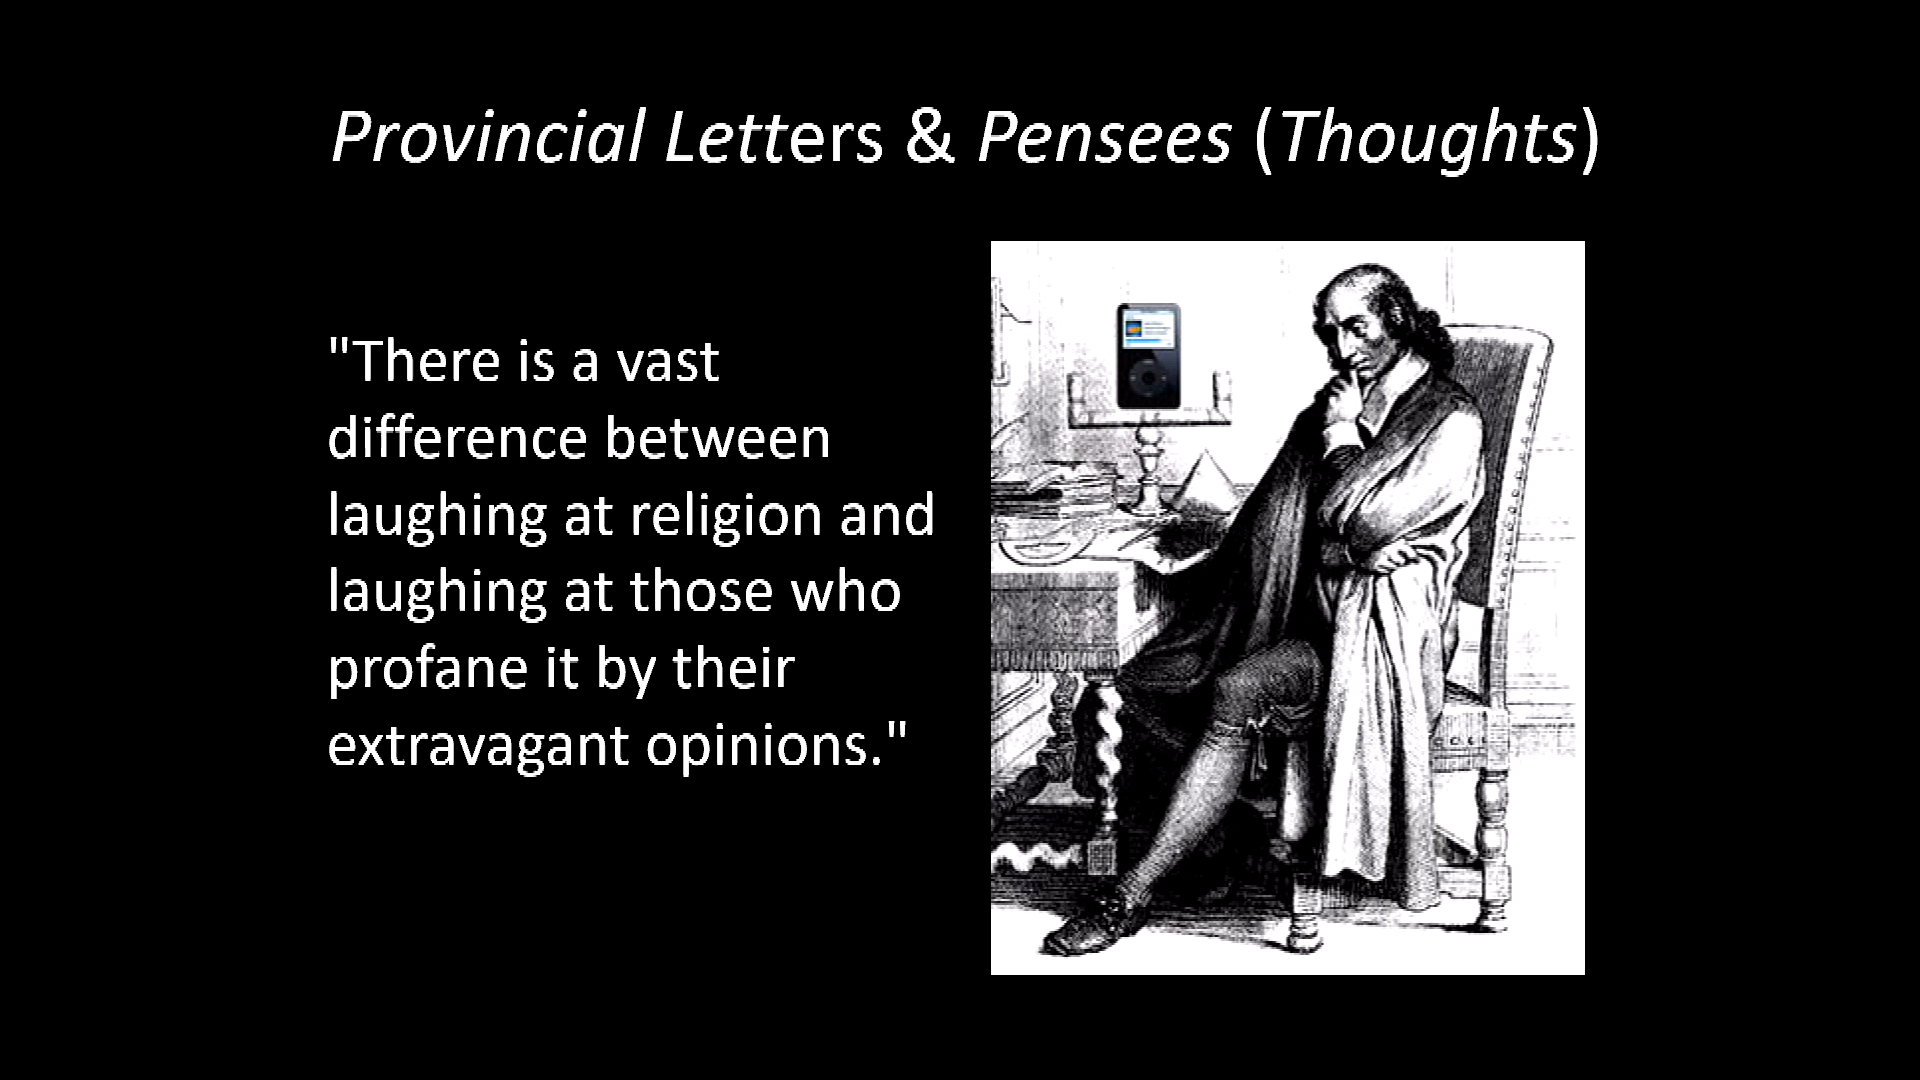 Provincial Letters & Pensees (Thoughts)
"There is a vast
difference between
laughing at religion and
laughing at those who
profane it by their
extravagant opinions."